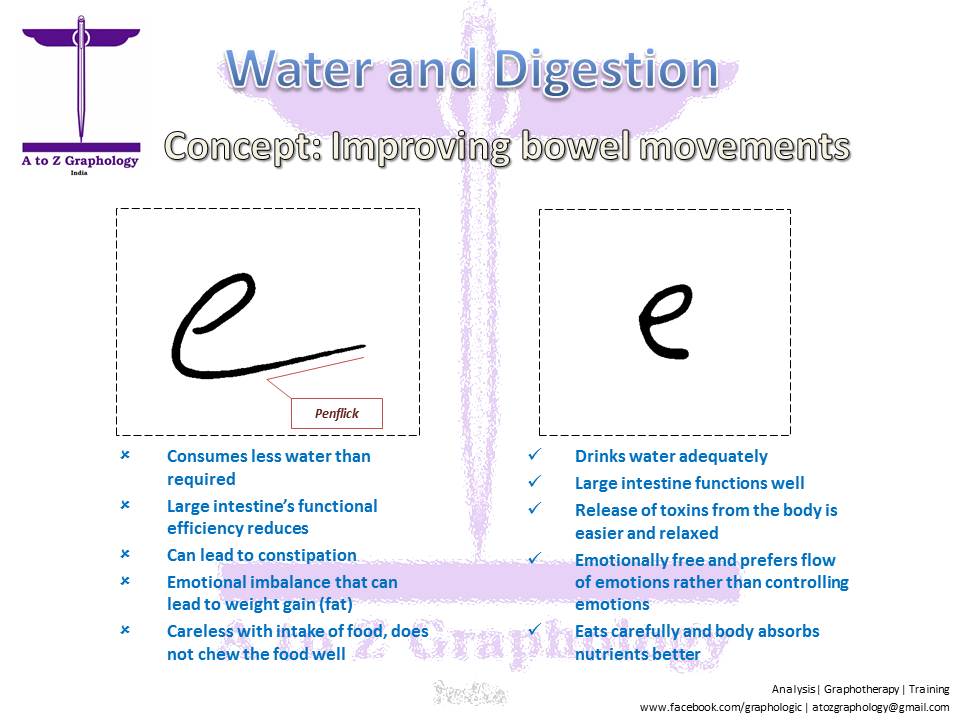 Water and Digestion
Concept: Improving bowel movements
A to Z Graphology
India
e
e
Penflick
× Consumes less water than
required
× Large intestine’s functional
efficiency reduces
× Can lead to constipation
× Emotional imbalance that can
lead to weight gain (fat)
× Careless with intake of food, does
not chew the food well
✓ Drinks water adequately
✓ Large intestine functions well
✓ Release of toxins from the body is
easier and relaxed
✓ Emotionally free and prefers flow
of emotions rather than controlling
emotions
✓ Eats carefully and body absorbs
nutrients better
A to Z Graphology
Analysis| Graphotherapy| Training
www.facebook.com/graphologic | atozgraphology@gmail.com